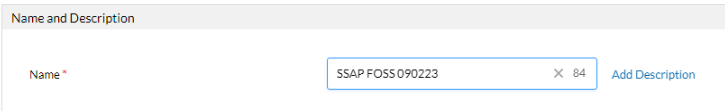 Name and Description
Name * SSAP FOSS 090223 × 84 Add Description